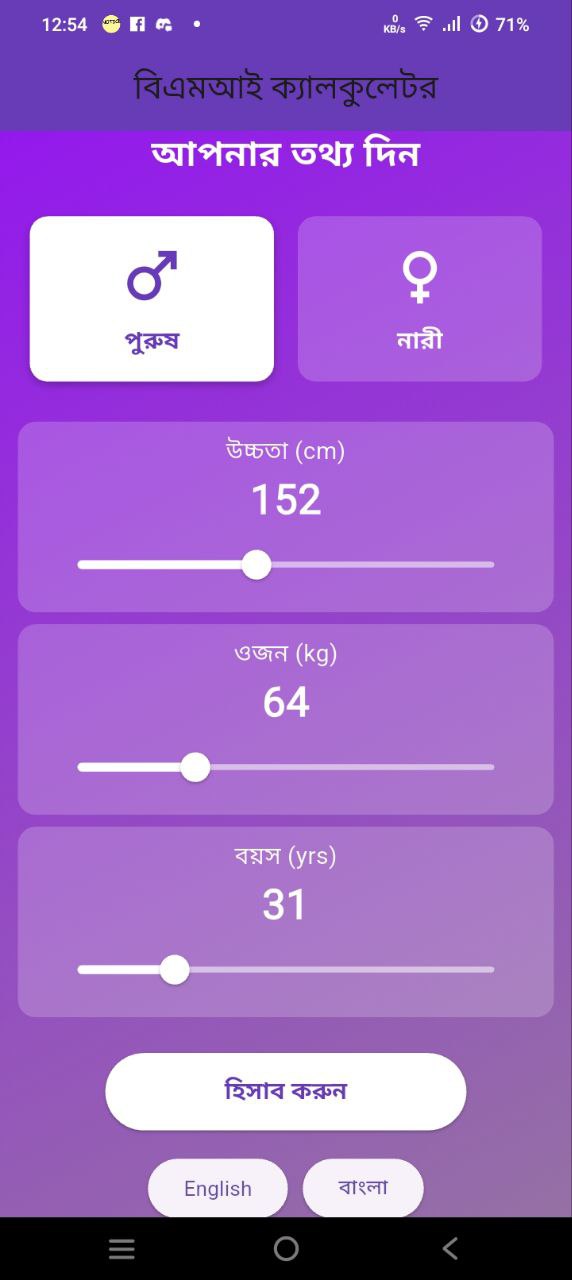 12:54
0
KB/s
71%
বিএমআই ক্যালকুলেটর
আপনার তথ্য দিন
পুরুষ
নারী
উচ্চতা (cm)
152
ওজন (kg)
64
বয়স (yrs)
31
হিসাব করুন
English
বাংলা